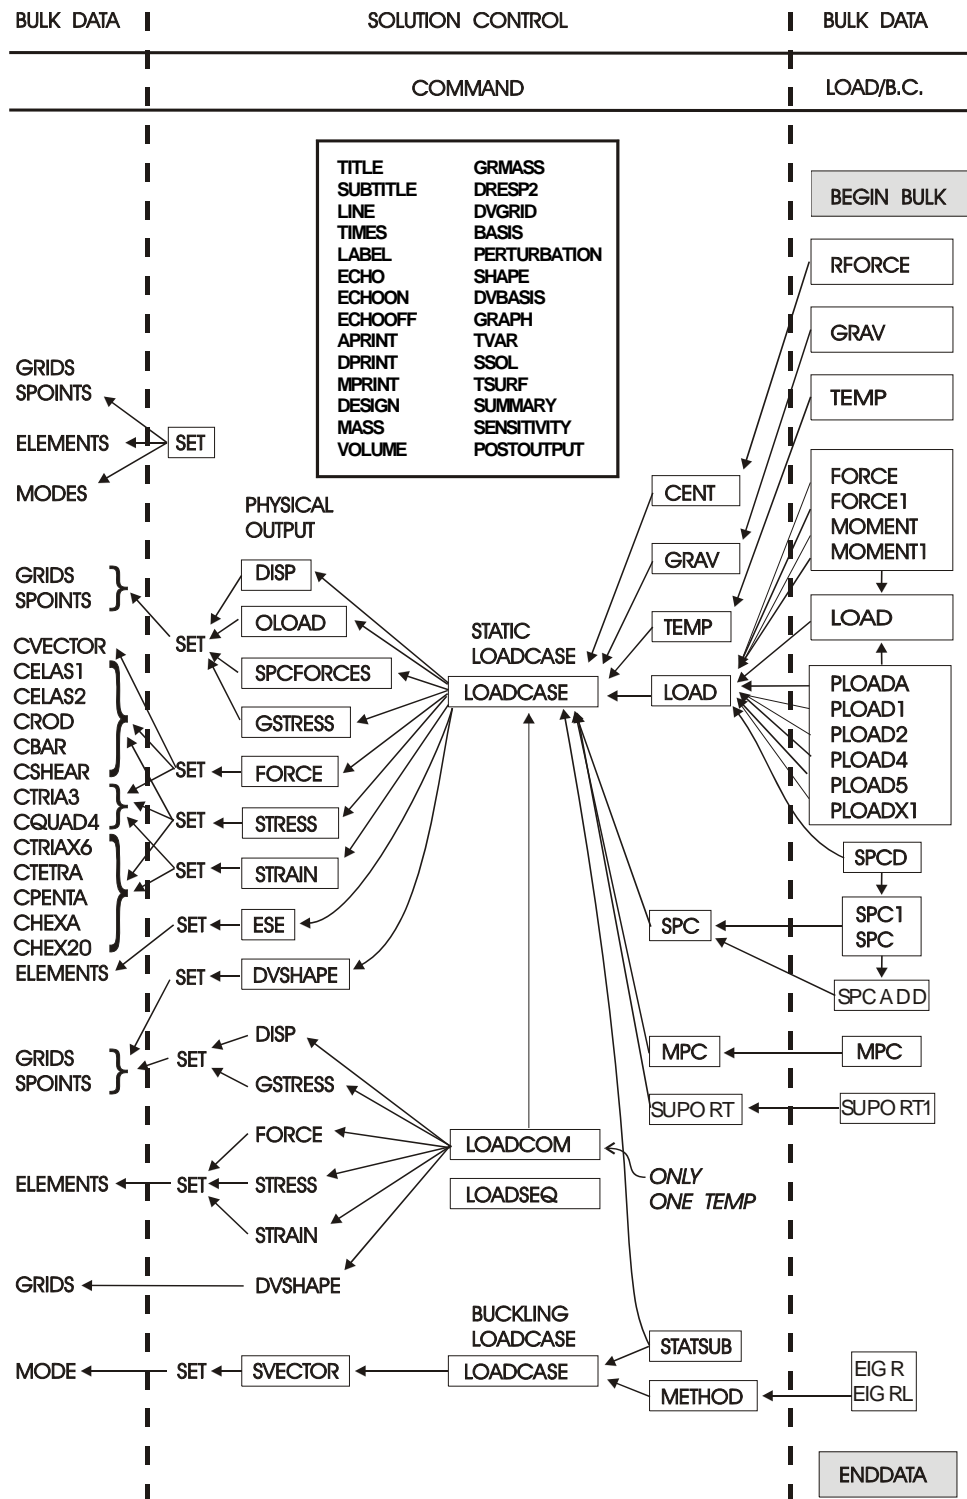 BULK DATA
SOLUTION CONTROL
BULK DATA
COMMAND
LOAD/B.C.
TITLE
SUBTITLE
LINE
TIMES
LABEL
ECHO
ECHOON
ECHOOFF
APRINT
DPRINT
MPRINT
DESIGN
MASS
VOLUME
GRMASS
DRESP2
DVGRID
BASIS
PERTURBATION
SHAPE
DVBASIS
GRAPH
TVAR
SSOL
TSURF
SUMMARY
SENSITIVITY
POSTOUTPUT
GRIDS
SPOINTS
ELEMENTS
MODES
SET
GRIDS
SPOINTS
CVECTOR
CELAS1
CELAS2
CROD
CBAR
CSHEAR
CTRIA3
CQUAD4
CTRIAX6
CTETRA
CPENTA
CHEXA
CHEX20
ELEMENTS
GRIDS
SPOINTS
ELEMENTS
GRIDS
MODE
SET
SET
SET
SET
SET
SET
SET
SET
SET
PHYSICAL
OUTPUT
DISP
OLOAD
SPCFORCES
GSTRESS
FORCE
STRESS
STRAIN
ESE
DVSHAPE
DISP
GSTRESS
FORCE
STRESS
STRAIN
DVSHAPE
SVECTOR
STATIC
LOADCASE
LOADCASE
LOADCOM
LOADSEQ
BUCKLING
LOADCASE
LOADCASE
CENT
GRAV
TEMP
LOAD
SPC
MPC
SUPORT
ONLY
ONE TEMP
STATSUB
METHOD
BEGIN BULK
RFORCE
GRAV
TEMP
FORCE
FORCE1
MOMENT
MOMENT1
LOAD
PLOADA
PLOAD1
PLOAD2
PLOAD4
PLOAD5
PLOADX1
SPCD
SPC1
SPC
SPCADD
MPC
SUPORT1
EIGR
EIGRL
ENDDATA